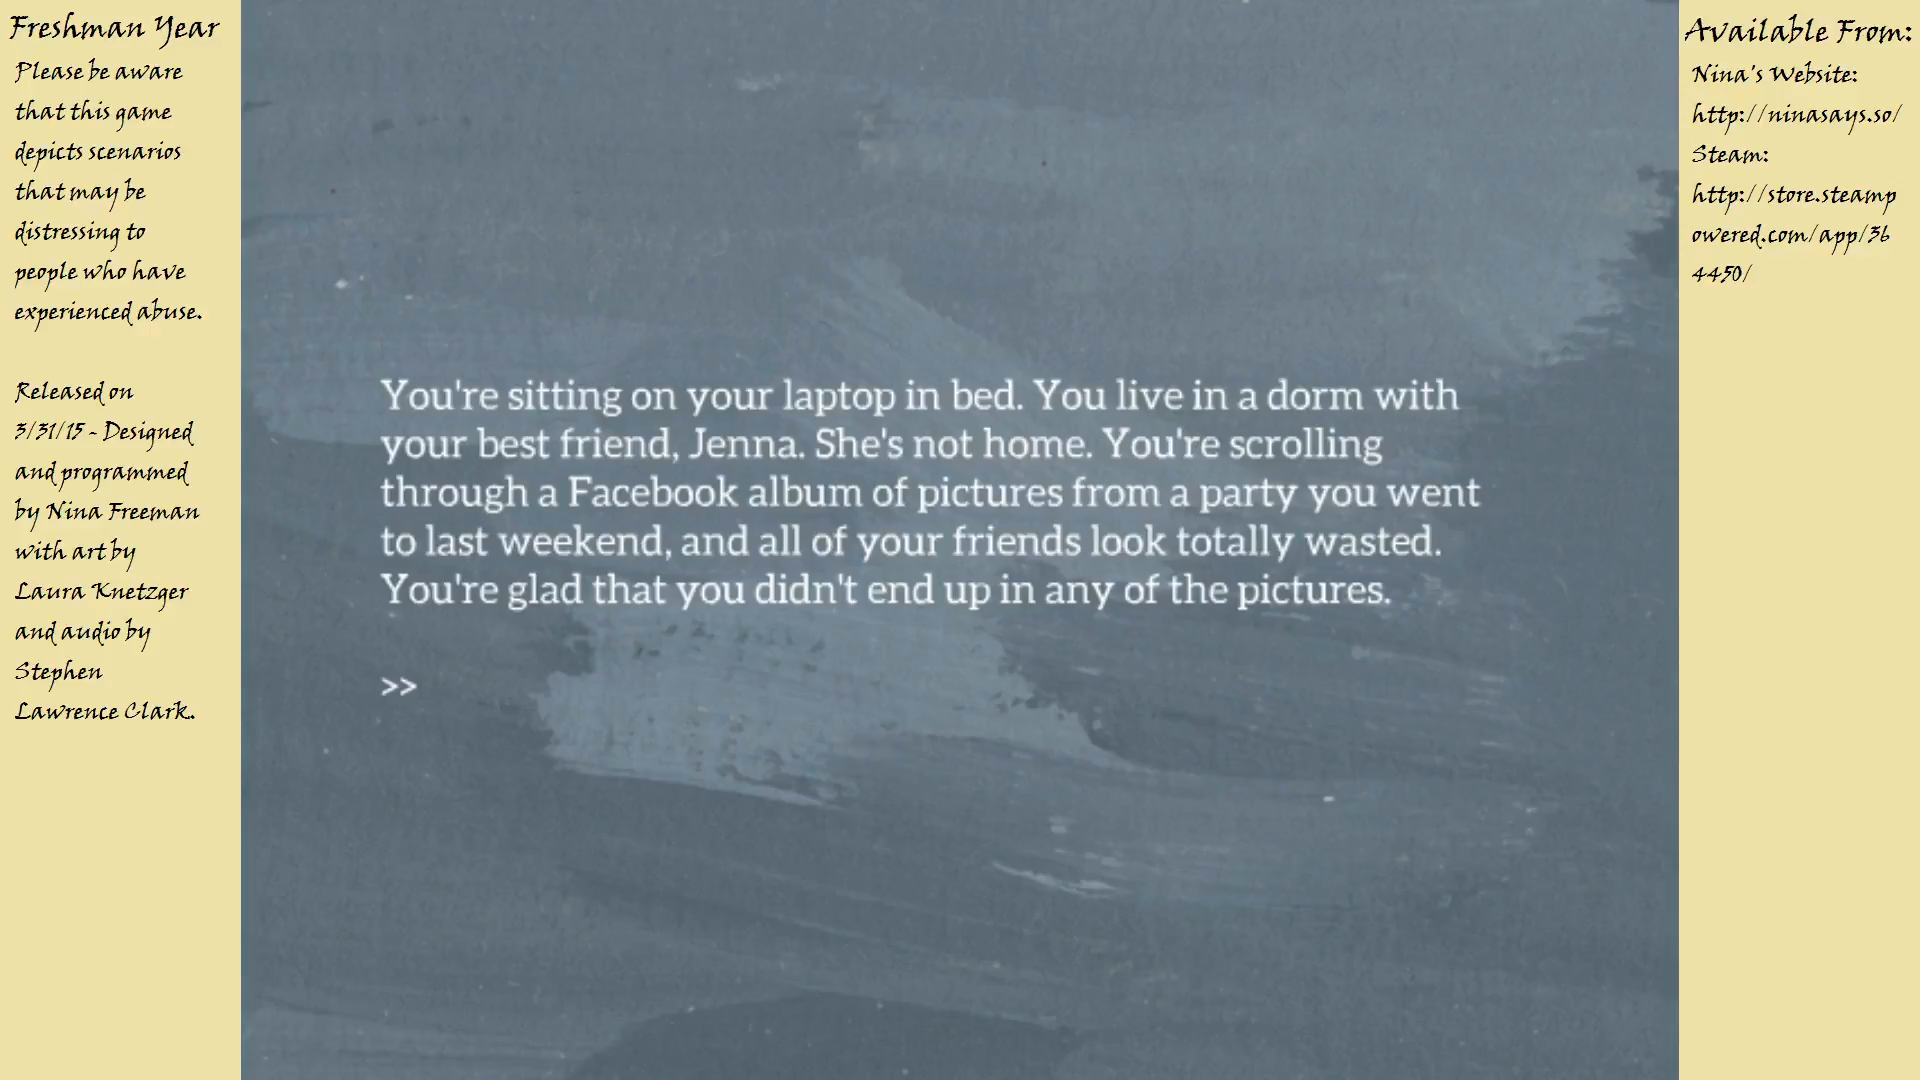 Freshman Year
Please be aware
that this game
depicts scenarios
that may be
distressing to
people who have
experienced abuse.
Released on
3/31/15 - Designed
and programmed
by Nina Freeman
with art by
Laura Knetzger
and audio by
Stephen
Lawrence Clark.
You're sitting on your laptop in bed. You live in a dorm with
your best friend, Jenna. She's not home. You're scrolling
through a Facebook album of pictures from a party you went
to last weekend, and all of your friends look totally wasted.
You're glad that you didn't end up in any of the pictures.
>>
Available From:
Nina's Website:
http://ninasays.so/
Steam:
http://store.steamp
owered.com/app/36
4450/